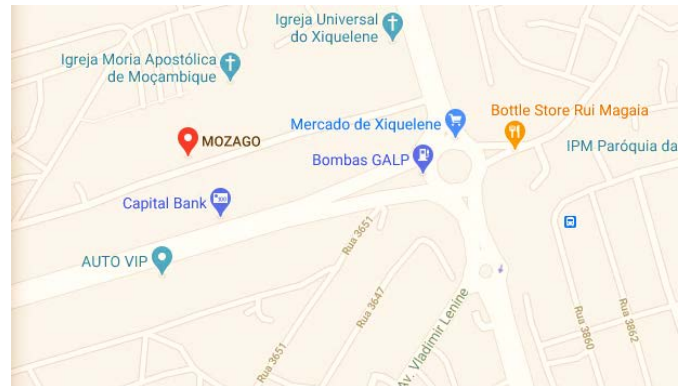 Igreja Universal
do Xiquelene
Igreja Moria Apostólica
de Moçambique
Bottle Store Rui Magaia
Mercado de Xiquelene
MOZAGO
IPM Paróquia da
Bombas GALP
Capital Bank
Rua 3651
AUTO VIP
Rua 3647
Av. Vladimir Lenine
Rua 3651
Rua 3860
Rua 3862